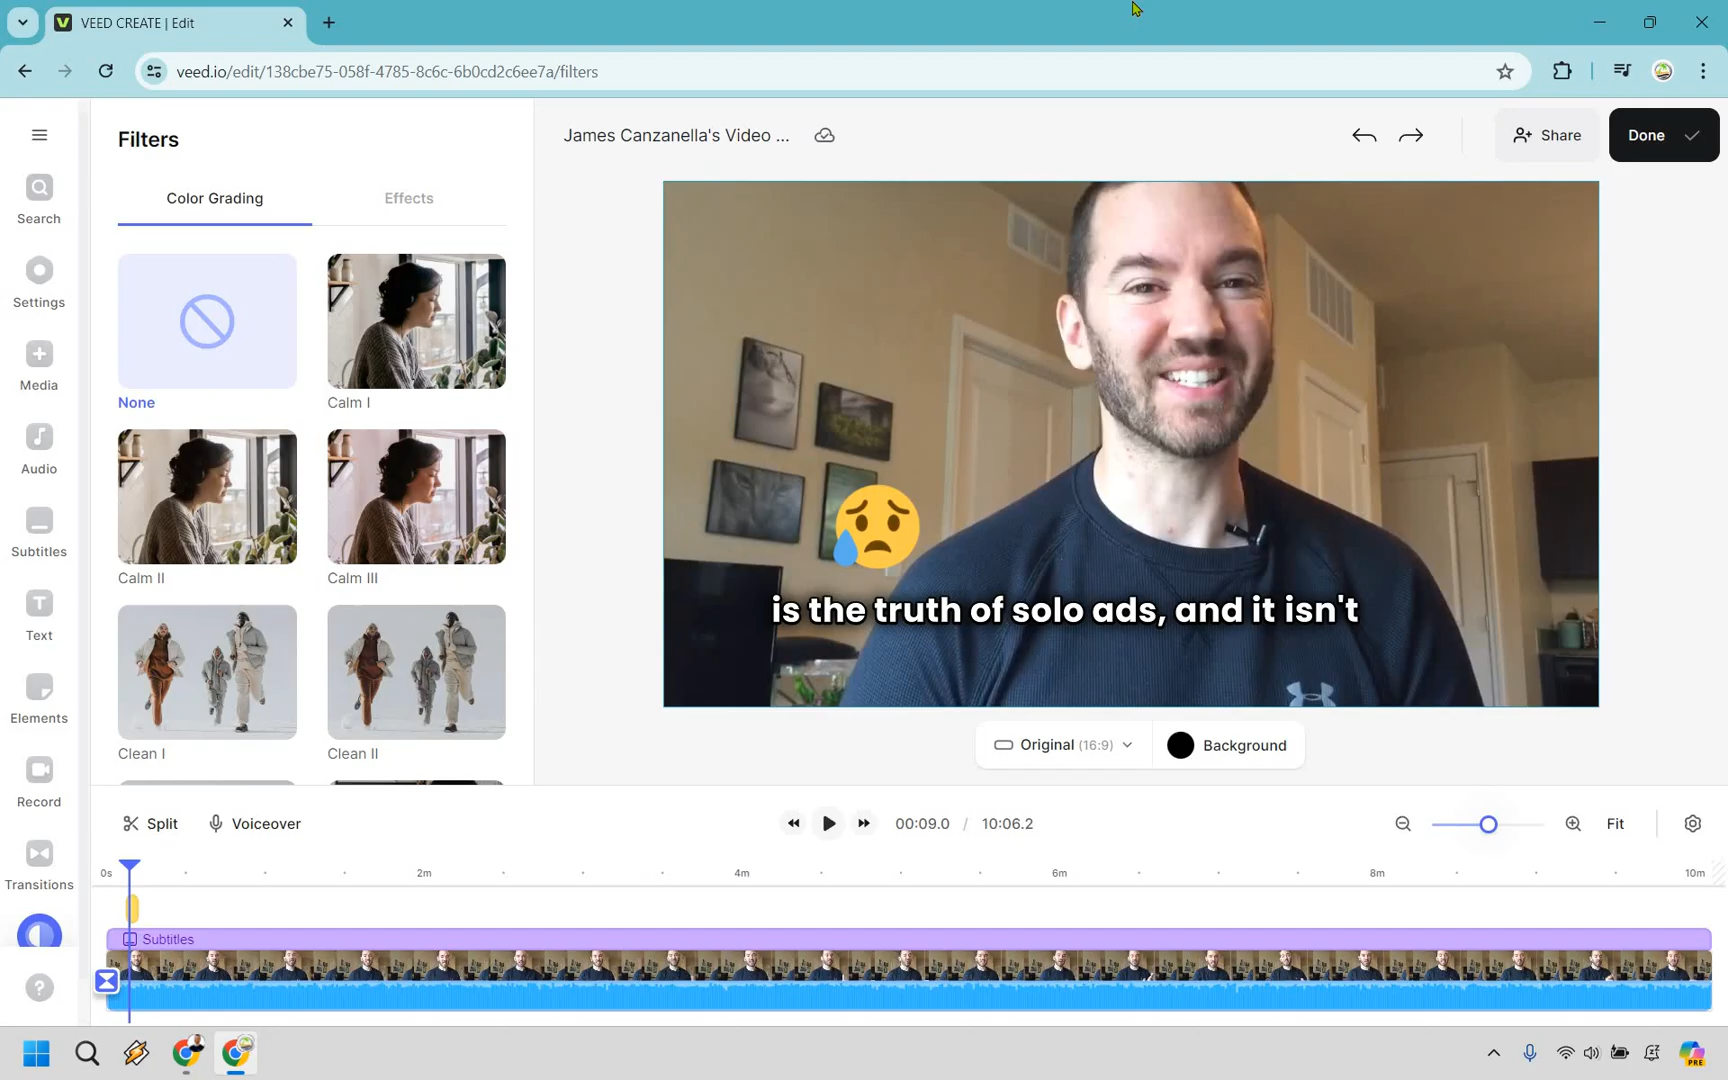 VEED CREATE | Edit
veed.io/edit/138cbe75-058f-4785-8c6c-6b0cd2c6ee7a/filters
Search
Settings
Media
Audio
Subtitles
Text
Elements
Record
Transitions
?
Filters
Color Grading
Effects
None
Calm I
Calm II
Calm III
Clean I
Clean II
James Canzanella's Video ...
Share
Done
is the truth of solo ads, and it isn't
Original (16:9)
Background
Split
Voiceover
00:09.0 / 10:06.2
Fit
0s
2m
4m
6m
8m
10m
Subtitles
PRE